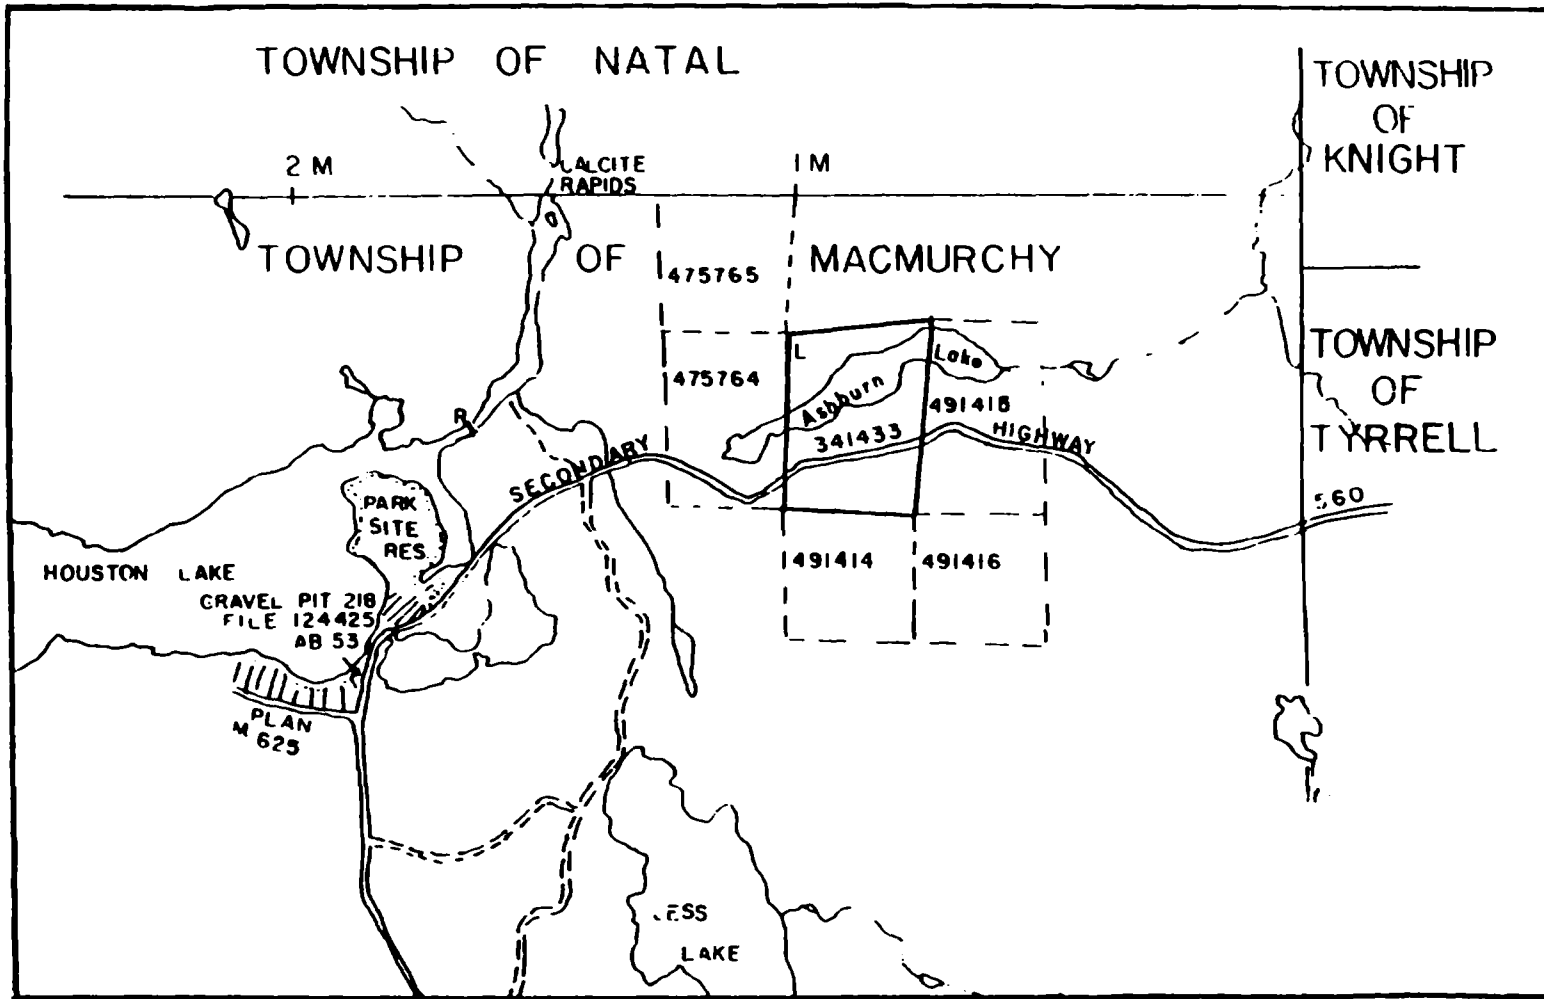 TOWNSHIP OF NATAL
TOWNSHIP
OF
KNIGHT
2 M
1 M
RAPIDS
TOWNSHIP OF MACMURCHY
475765
TOWNSHIP
OF
TYRRELL
L
Ashburn Lake
475764
491415
341433
R
SECONDARY HIGHWAY 560
PARK
SITE
RES
491414
491416
HOUSTON LAKE
GRAVEL PIT 218
FILE 124425
AB 53
PLAN
M 625
LAKE